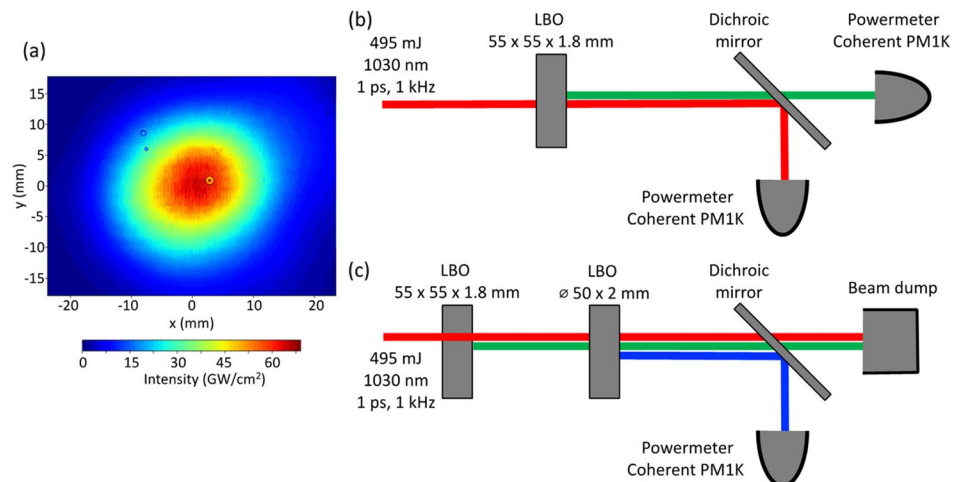 (a)
15
10
5
0
-5
-10
-15
y (mm)
-20
-10
0
10
20
x (mm)
0
15
30
45
60
Intensity (GW/cm²)
(b)
495 mJ
1030 nm
1 ps, 1 kHz
LBO
55 x 55 x 1.8 mm
Dichroic
mirror
Powermeter
Coherent PM1K
Powermeter
Coherent PM1K
(c)
LBO
55 x 55 x 1.8 mm
LBO
⌀ 50 x 2 mm
Dichroic
mirror
Beam dump
495 mJ
1030 nm
1 ps, 1 kHz
Powermeter
Coherent PM1K